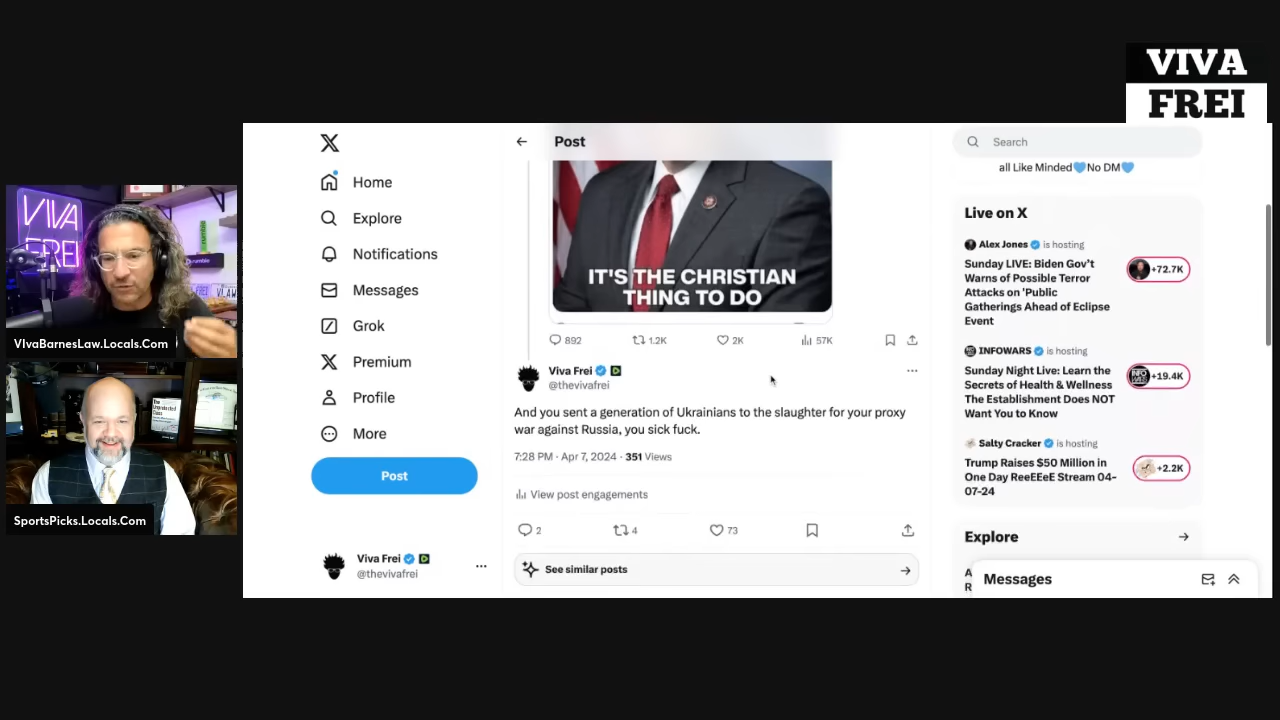 VIVA
FREI
VIVA
FREI
rumble
VIvaBarnesLaw.Locals.Com
SportsPicks.Locals.Com
Home
Explore
Notifications
Messages
Grok
Premium
Profile
More
Post
Viva Frei
@thevivafrei
Post
IT'S THE CHRISTIAN
THING TO DO
892 1.2K 2K 57K
Viva Frei
@thevivafrei
And you sent a generation of Ukrainians to the slaughter for your proxy
war against Russia, you sick fuck.
7:28 PM · Apr 7, 2024 · 351 Views
View post engagements
2 4 73
See similar posts
Search
all Like Minded💙No DM💙
Live on X
Alex Jones is hosting
Sunday LIVE: Biden Gov't
Warns of Possible Terror
Attacks on 'Public
Gatherings Ahead of Eclipse
Event
+72.7K
INFOWARS is hosting
Sunday Night Live: Learn the
Secrets of Health & Wellness
The Establishment Does NOT
Want You to Know
+19.4K
Salty Cracker is hosting
Trump Raises $50 Million in
One Day ReeEEeE Stream 04-
07-24
+2.2K
Explore
Messages